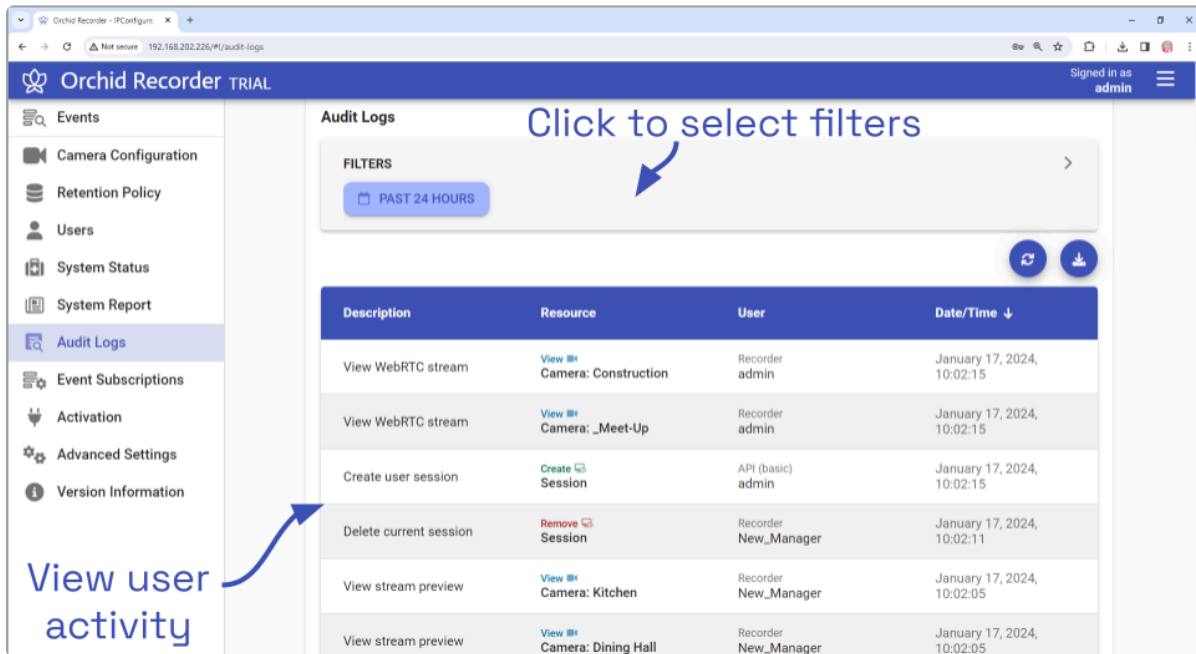 Orchid Recorder - IPConfigure,
Not secure 192.168.202.226/#!/audit-logs
Orchid Recorder TRIAL
Signed in as
admin
Events
Camera Configuration
Retention Policy
Users
System Status
System Report
Audit Logs
Event Subscriptions
Activation
Advanced Settings
Version Information
View user
activity
Audit Logs
Click to select filters
FILTERS
PAST 24 HOURS
Description Resource User Date/Time
View WebRTC stream View Camera: Construction Recorder admin January 17, 2024, 10:02:15
View WebRTC stream View Camera: _Meet-Up Recorder admin January 17, 2024, 10:02:15
Create user session Create Session API (basic) admin January 17, 2024, 10:02:15
Delete current session Remove Session Recorder New_Manager January 17, 2024, 10:02:11
View stream preview View Camera: Kitchen Recorder New_Manager January 17, 2024, 10:02:05
View stream preview View Camera: Dining Hall Recorder New_Manager January 17, 2024, 10:02:05